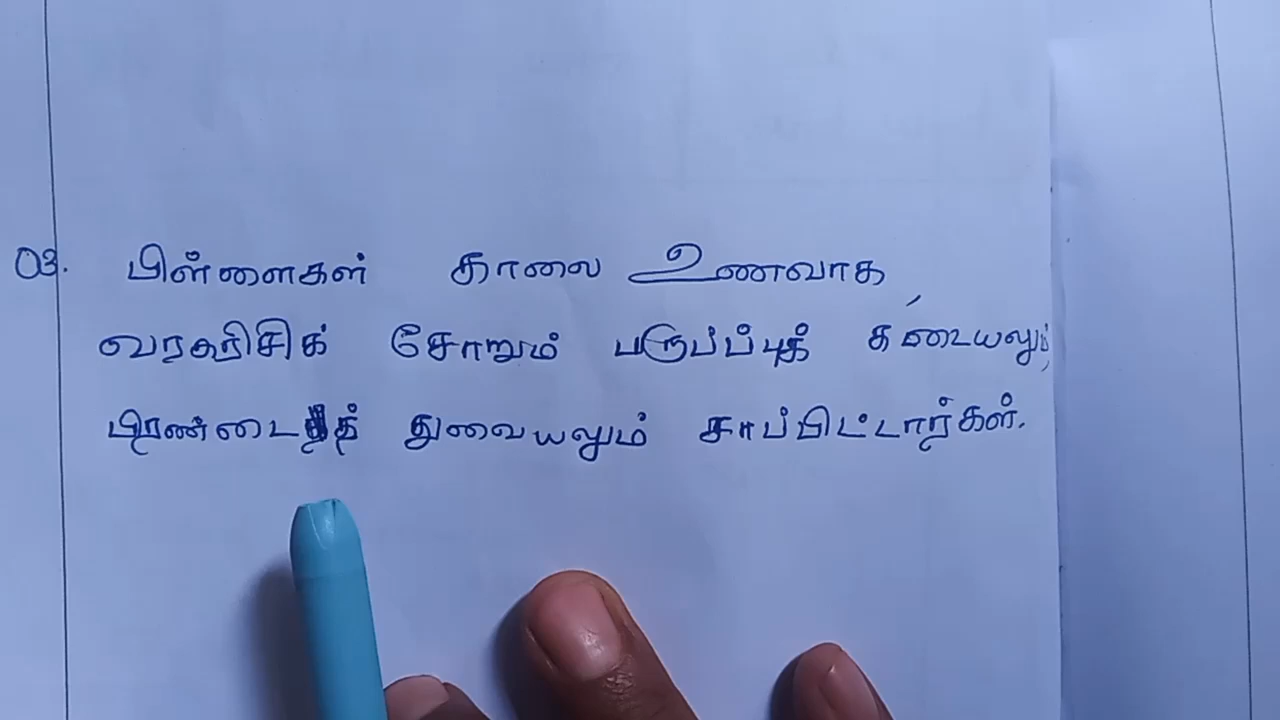 03. பிள்ளைகள் காலை உணவாக
வரகரிசிக் சோறும் பருப்புக் கடையலும்,
பிரண்டைத் துவையலும் சாப்பிட்டார்கள்.